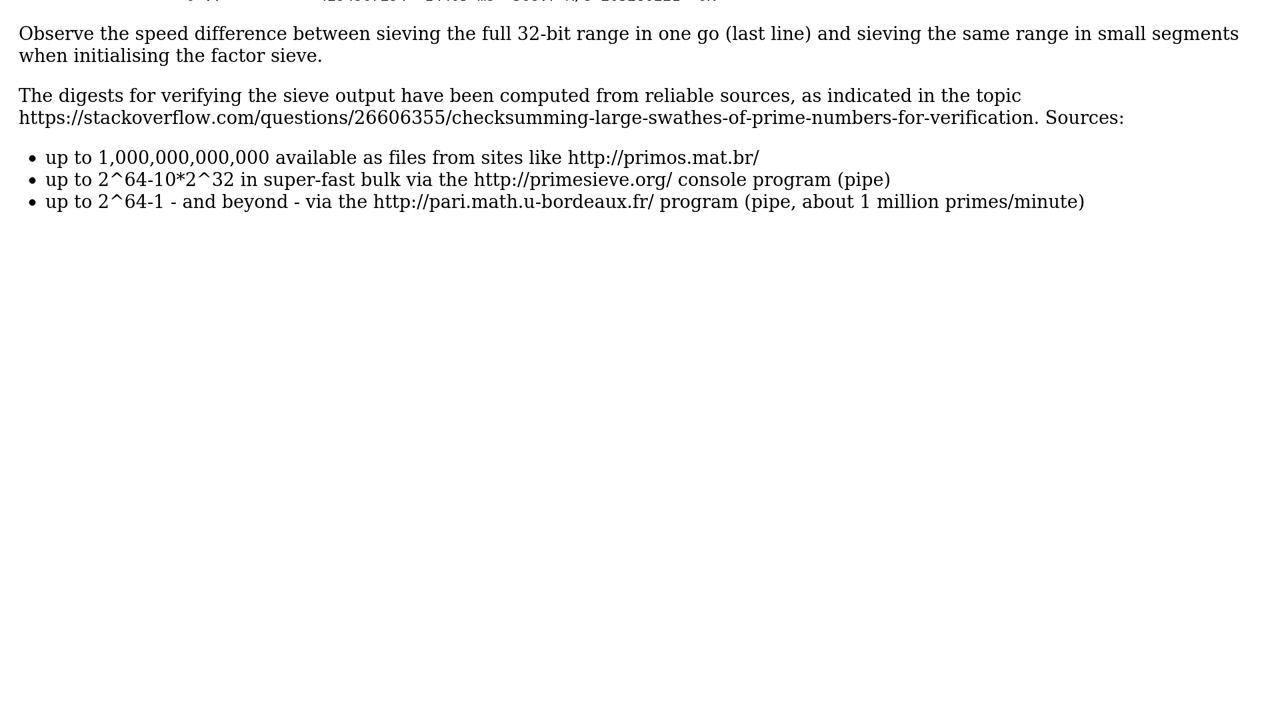 Observe the speed difference between sieving the full 32-bit range in one go (last line) and sieving the same range in small segments
when initialising the factor sieve.
The digests for verifying the sieve output have been computed from reliable sources, as indicated in the topic
https://stackoverflow.com/questions/26606355/checksumming-large-swathes-of-prime-numbers-for-verification. Sources:
• up to 1,000,000,000,000 available as files from sites like http://primos.mat.br/
• up to 2^64-10*2^32 in super-fast bulk via the http://primesieve.org/ console program (pipe)
• up to 2^64-1 - and beyond - via the http://pari.math.u-bordeaux.fr/ program (pipe, about 1 million primes/minute)